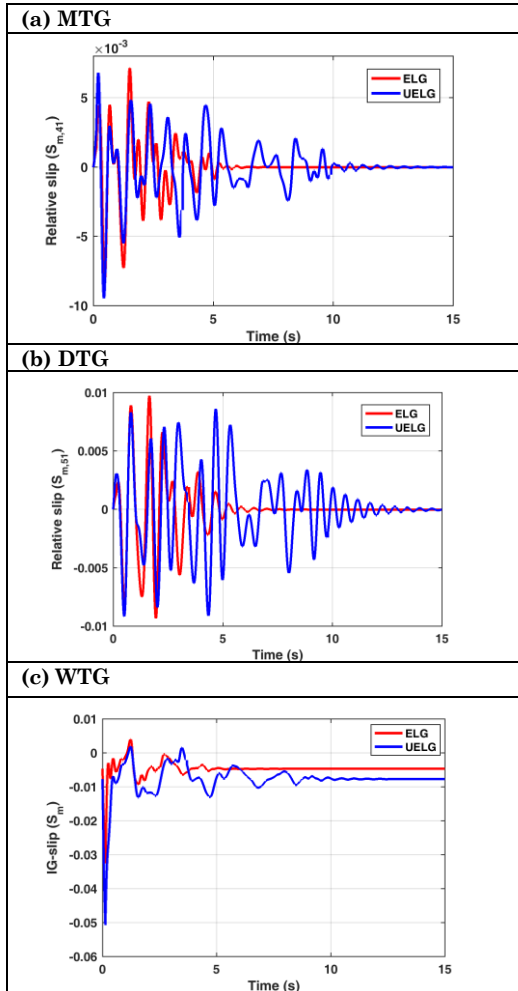 (a) MTG
×10⁻³
ELG
UELG
5
0
-5
-10
Relative slip (Sm,41)
0 5 10 15
Time (s)
(b) DTG
0.01
ELG
UELG
0.005
0
-0.005
-0.01
Relative slip (Sm,51)
0 5 10 15
Time (s)
(c) WTG
0.01
ELG
UELG
0
-0.01
-0.02
-0.03
-0.04
-0.05
-0.06
IG-slip (Sm)
0 5 10 15
Time (s)